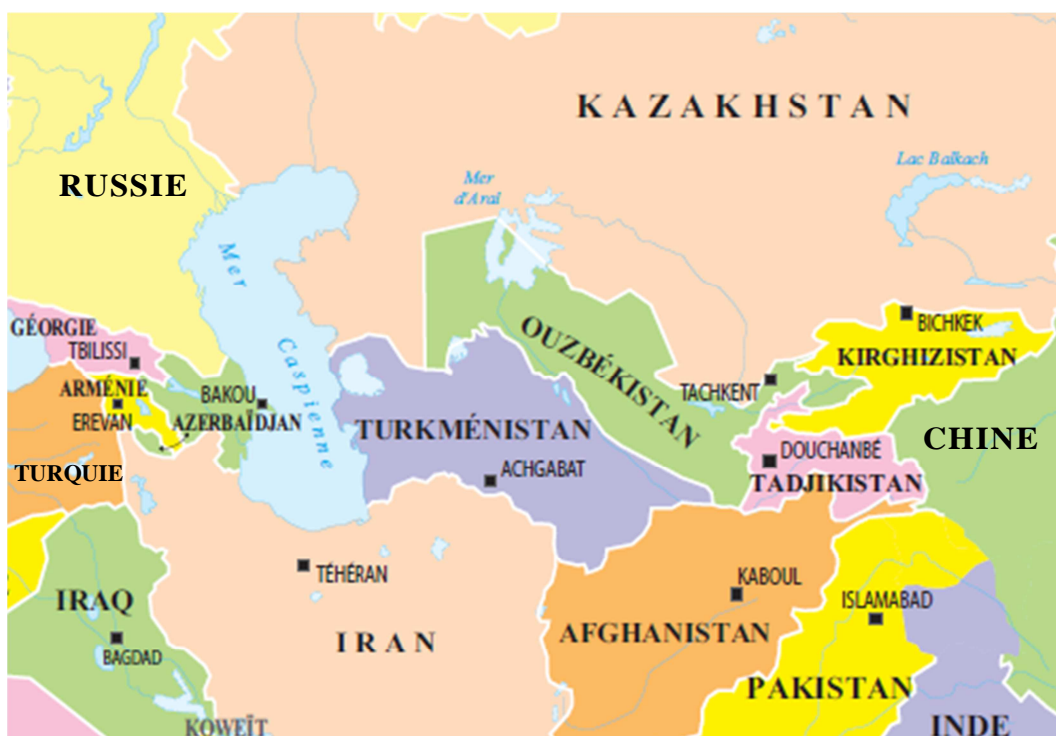 KAZAKHSTAN
Lac Balkach
Mer
d'Aral
RUSSIE
Mer
Caspienne
GÉORGIE
TBILISSI
BICHKEK
OUZBÉKISTAN
KIRGHIZISTAN
ARMÉNIE
EREVAN
BAKOU
AZERBAÏDJAN
TACHKENT
TURKMÉNISTAN
CHINE
DOUCHANBÉ
TADJIKISTAN
TURQUIE
ACHGABAT
TÉHÉRAN
KABOUL
ISLAMABAD
IRAQ
BAGDAD
IRAN
AFGHANISTAN
PAKISTAN
KOWEÏT
INDE